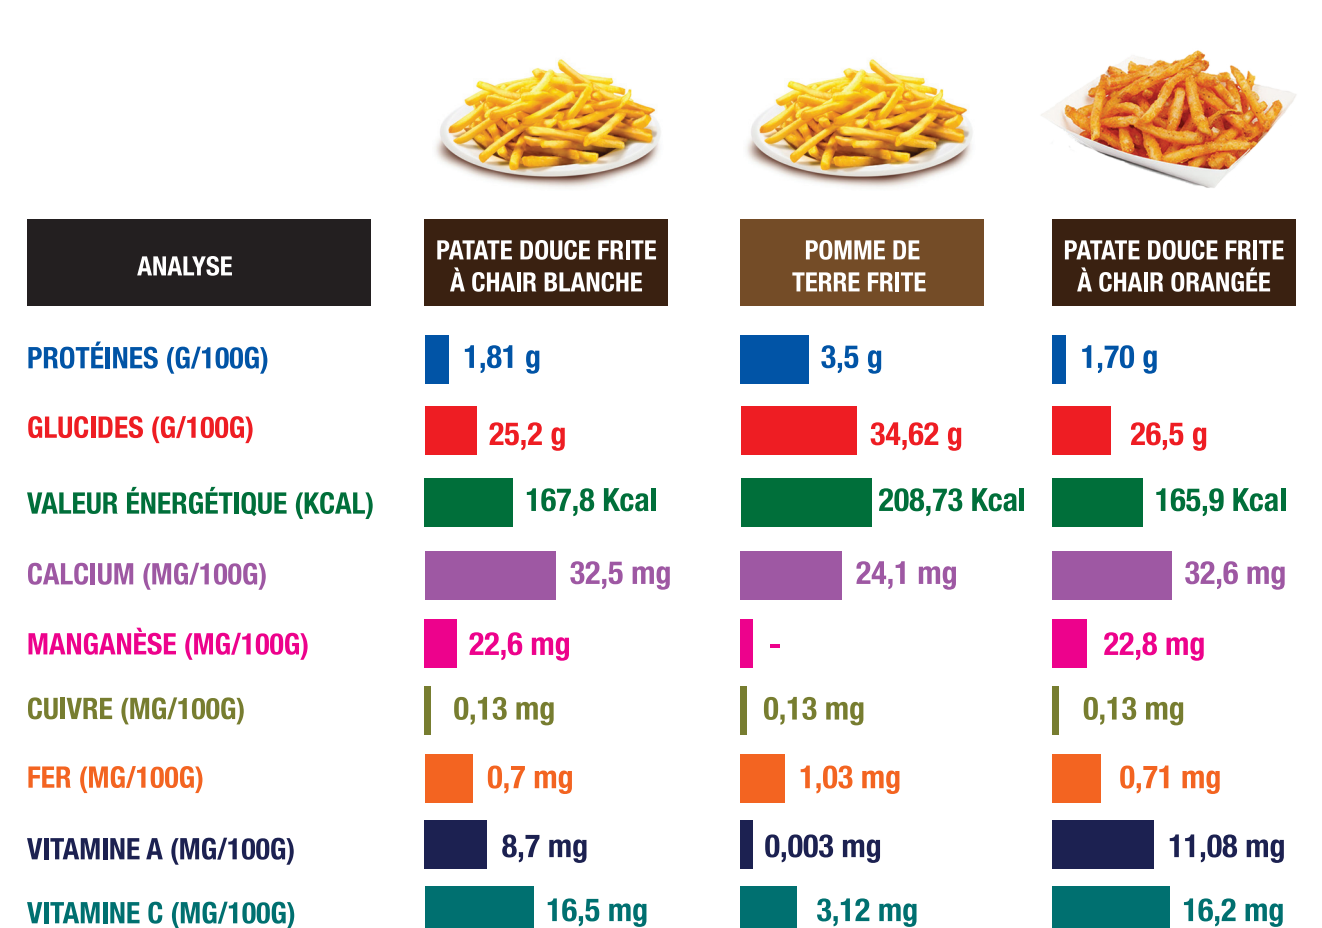 ANALYSE
PATATE DOUCE FRITE
À CHAIR BLANCHE
POMME DE
TERRE FRITE
PATATE DOUCE FRITE
À CHAIR ORANGÉE
PROTÉINES (G/100G) 1,81 g 3,5 g 1,70 g
GLUCIDES (G/100G) 25,2 g 34,62 g 26,5 g
VALEUR ÉNERGÉTIQUE (KCAL) 167,8 Kcal 208,73 Kcal 165,9 Kcal
CALCIUM (MG/100G) 32,5 mg 24,1 mg 32,6 mg
MANGANÈSE (MG/100G) 22,6 mg - 22,8 mg
CUIVRE (MG/100G) 0,13 mg 0,13 mg 0,13 mg
FER (MG/100G) 0,7 mg 1,03 mg 0,71 mg
VITAMINE A (MG/100G) 8,7 mg 0,003 mg 11,08 mg
VITAMINE C (MG/100G) 16,5 mg 3,12 mg 16,2 mg